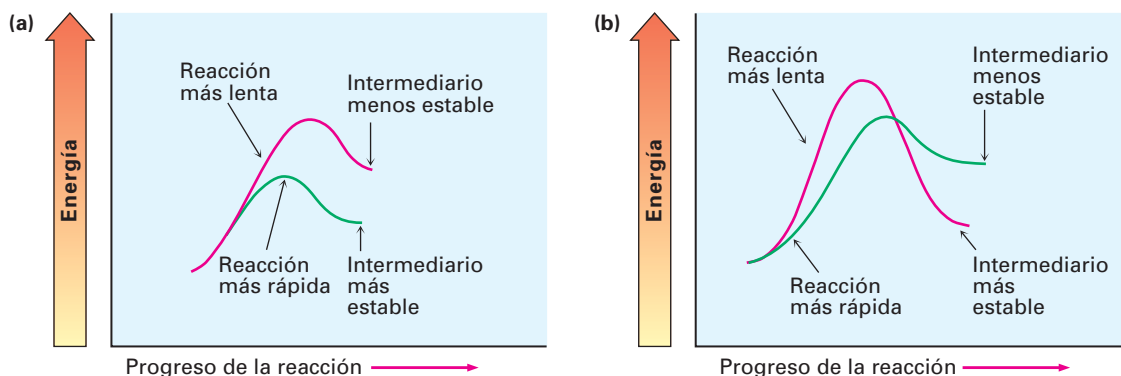 (a)
Energía
Reacción
más lenta
Intermediario
menos estable
Reacción
más rápida
Intermediario
más
estable
Progreso de la reacción
(b)
Energía
Reacción
más lenta
Intermediario
menos
estable
Reacción
más rápida
Intermediario
más
estable
Progreso de la reacción